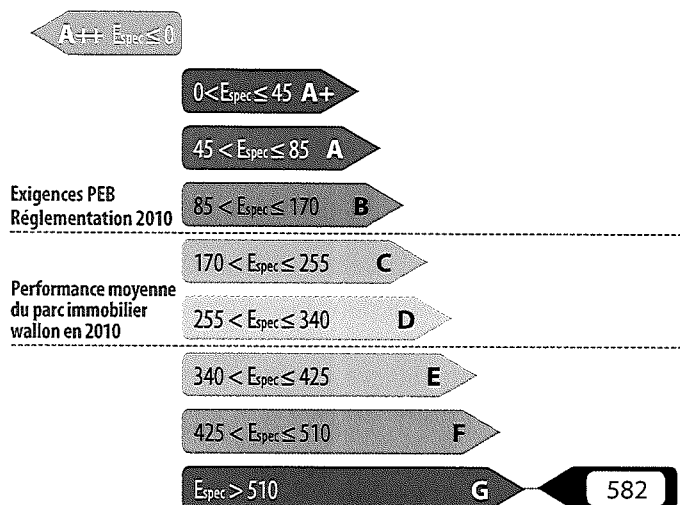 A++ Espec ≤ 0
0 < Espec ≤ 45 A+
45 < Espec ≤ 85 A
Exigences PEB
Réglementation 2010
85 < Espec ≤ 170 B
170 < Espec ≤ 255 C
Performance moyenne
du parc immobilier
wallon en 2010
255 < Espec ≤ 340 D
340 < Espec ≤ 425 E
425 < Espec ≤ 510 F
Espec > 510 G 582